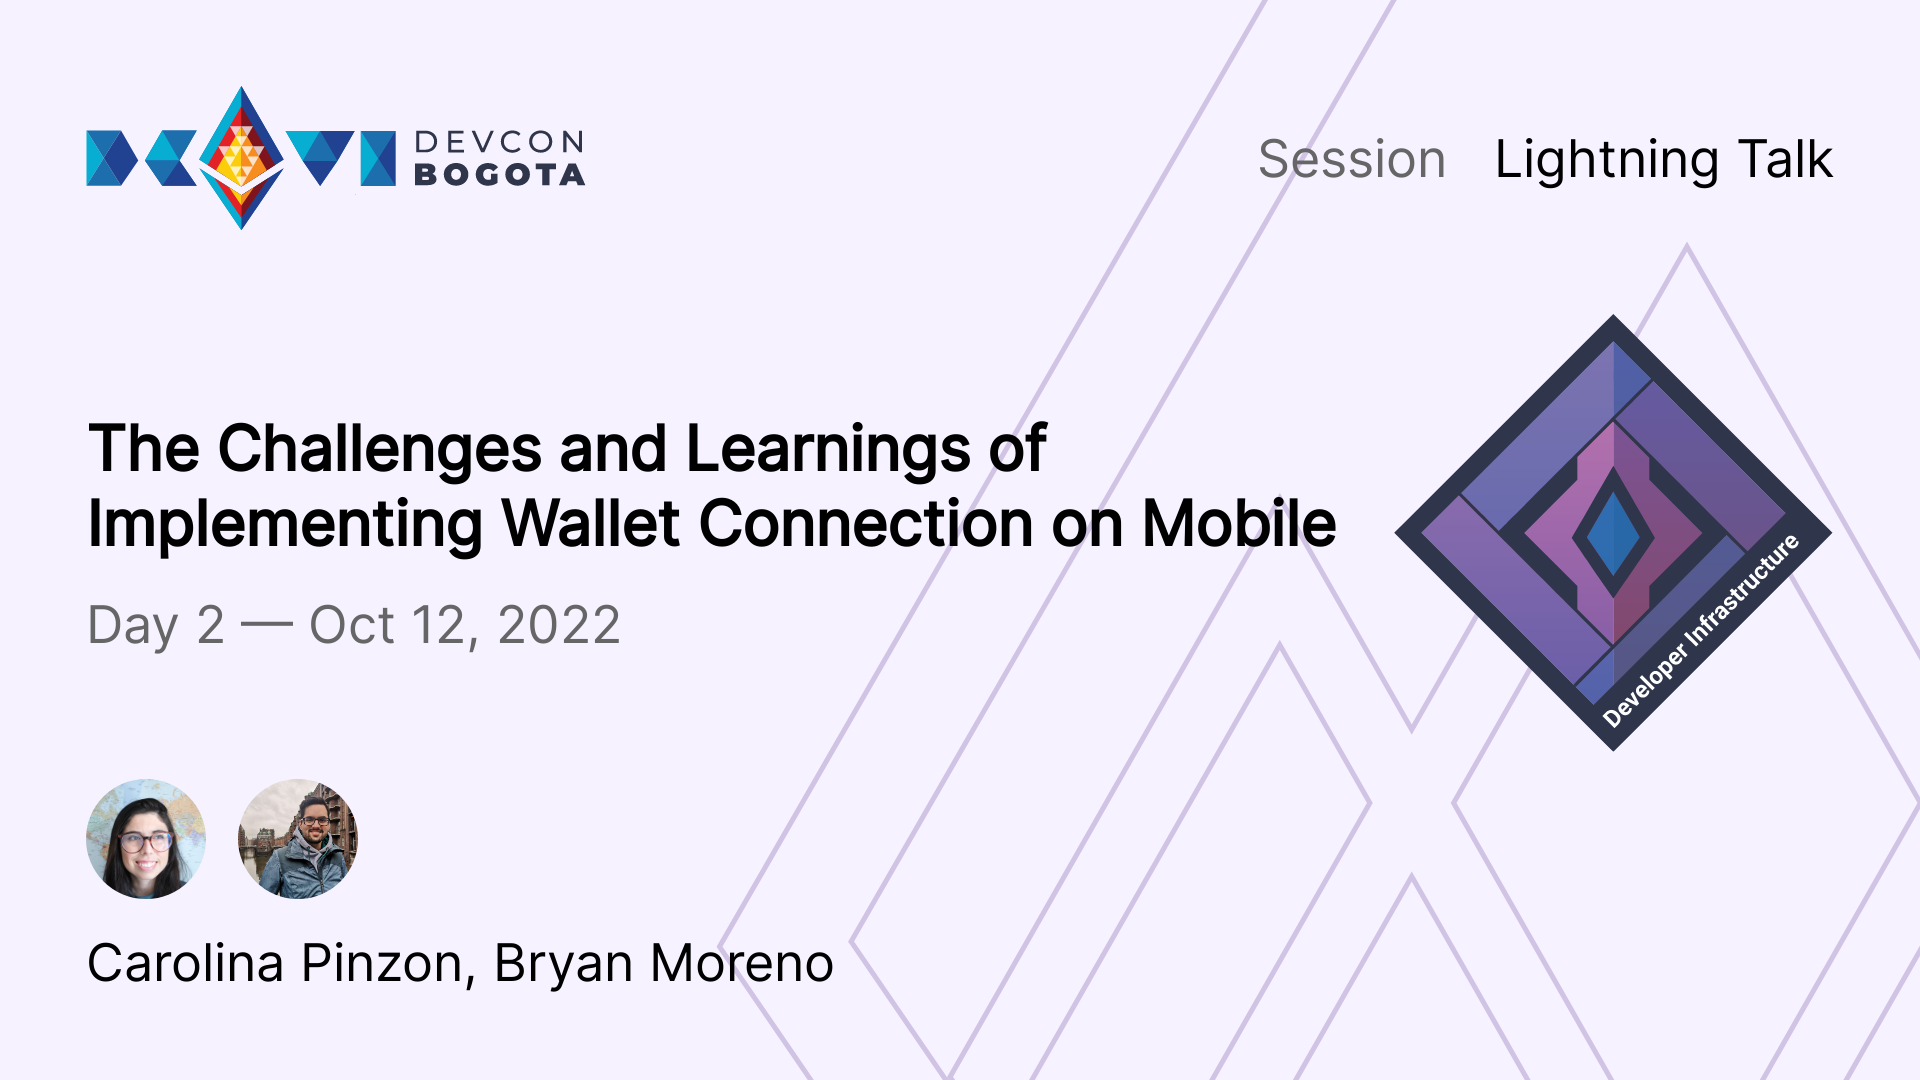 DEVCON
BOGOTA
Session Lightning Talk
The Challenges and Learnings of
Implementing Wallet Connection on Mobile
Day 2 — Oct 12, 2022
Developer Infrastructure
Carolina Pinzon, Bryan Moreno